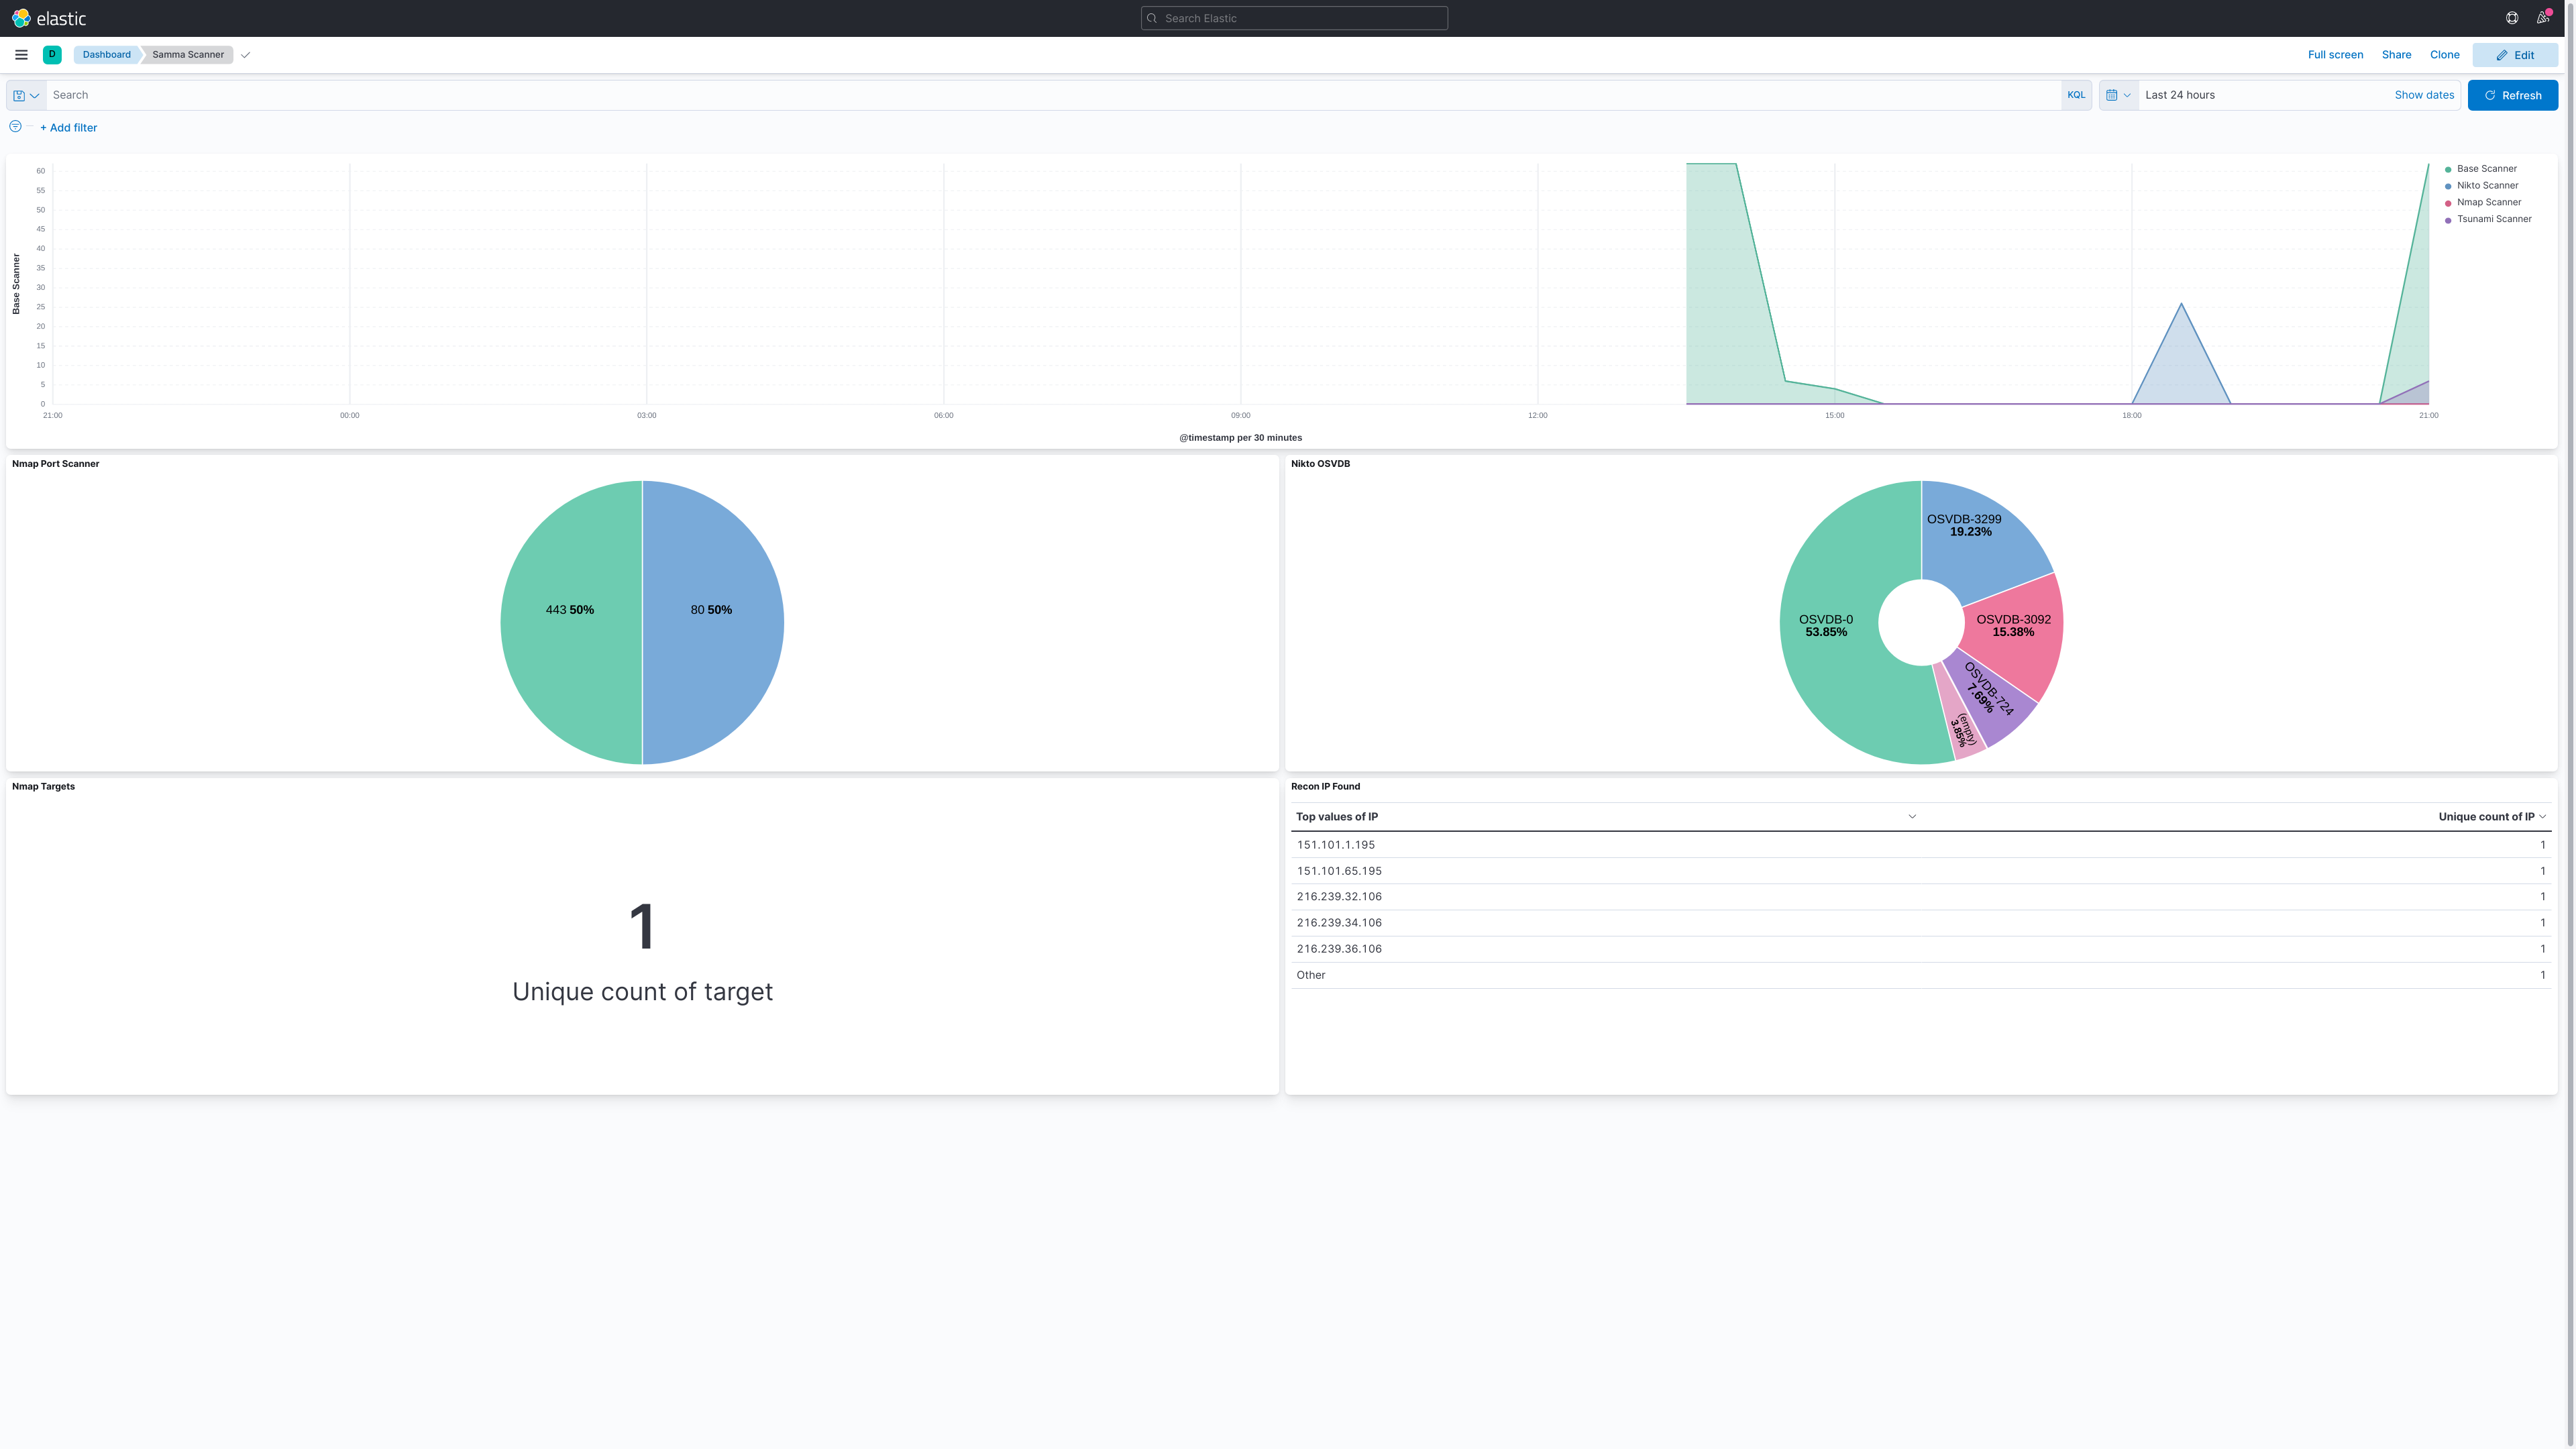 elastic
Search Elastic
D
Dashboard
Samma Scanner
Full screen
Share
Clone
Edit
Search
KQL
Last 24 hours
Show dates
Refresh
+ Add filter
Base Scanner
60
55
50
45
40
35
30
25
20
15
10
5
0
21:00
00:00
03:00
06:00
09:00
12:00
15:00
18:00
21:00
@timestamp per 30 minutes
Base Scanner
Nikto Scanner
Nmap Scanner
Tsunami Scanner
Nmap Port Scanner
443 50%
80 50%
Nikto OSVDB
OSVDB-3299
19.23%
OSVDB-0
53.85%
OSVDB-3092
15.38%
OSVDB-724
7.69%
(empty)
3.85%
Nmap Targets
1
Unique count of target
Recon IP Found
Top values of IP
Unique count of IP
151.101.1.195 1
151.101.65.195 1
216.239.32.106 1
216.239.34.106 1
216.239.36.106 1
Other 1